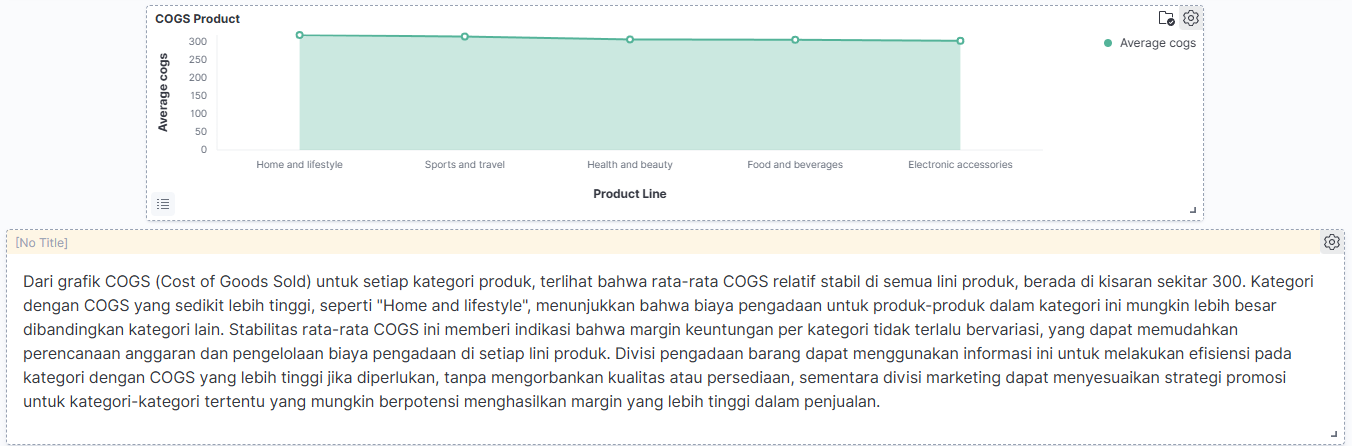 COGS Product
Average cogs
300
250
200
150
100
50
0
Average cogs
Home and lifestyle
Sports and travel
Health and beauty
Food and beverages
Electronic accessories
Product Line
[No Title]
Dari grafik COGS (Cost of Goods Sold) untuk setiap kategori produk, terlihat bahwa rata-rata COGS relatif stabil di semua lini produk, berada di kisaran sekitar 300. Kategori
dengan COGS yang sedikit lebih tinggi, seperti "Home and lifestyle", menunjukkan bahwa biaya pengadaan untuk produk-produk dalam kategori ini mungkin lebih besar
dibandingkan kategori lain. Stabilitas rata-rata COGS ini memberi indikasi bahwa margin keuntungan per kategori tidak terlalu bervariasi, yang dapat memudahkan
perencanaan anggaran dan pengelolaan biaya pengadaan di setiap lini produk. Divisi pengadaan barang dapat menggunakan informasi ini untuk melakukan efisiensi pada
kategori dengan COGS yang lebih tinggi jika diperlukan, tanpa mengorbankan kualitas atau persediaan, sementara divisi marketing dapat menyesuaikan strategi promosi
untuk kategori-kategori tertentu yang mungkin berpotensi menghasilkan margin yang lebih tinggi dalam penjualan.